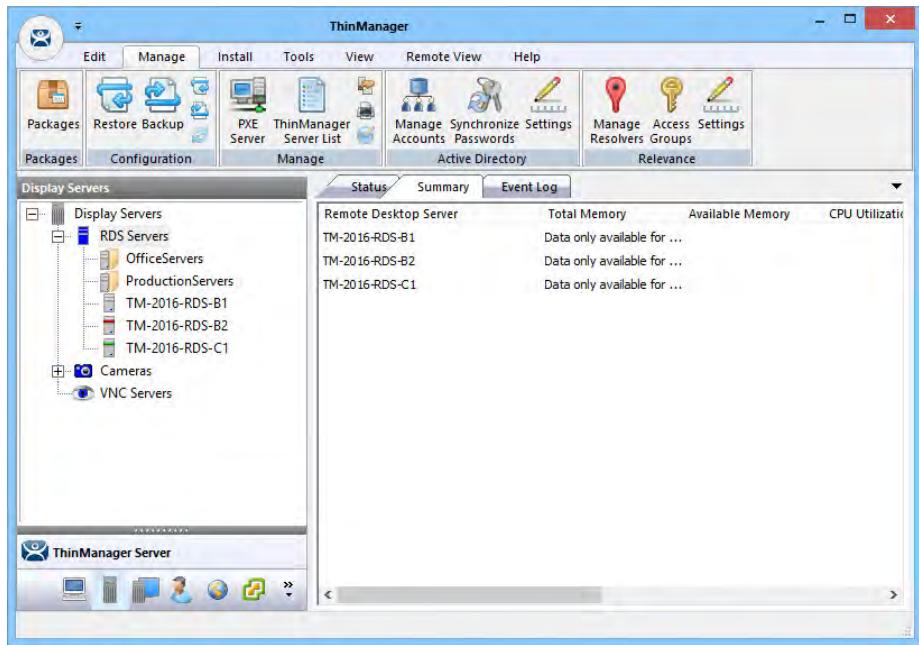 ThinManager
Edit Manage Install Tools View Remote View Help
Packages Restore Backup PXE Server ThinManager Server List Manage Accounts Synchronize Passwords Settings Manage Resolvers Access Groups Settings
Packages Configuration Manage Active Directory Relevance
Display Servers
Display Servers
RDS Servers
OfficeServers
ProductionServers
TM-2016-RDS-B1
TM-2016-RDS-B2
TM-2016-RDS-C1
Cameras
VNC Servers
ThinManager Server
Status Summary Event Log
Remote Desktop Server Total Memory Available Memory CPU Utilizatic
TM-2016-RDS-B1 Data only available for ...
TM-2016-RDS-B2 Data only available for ...
TM-2016-RDS-C1 Data only available for ...